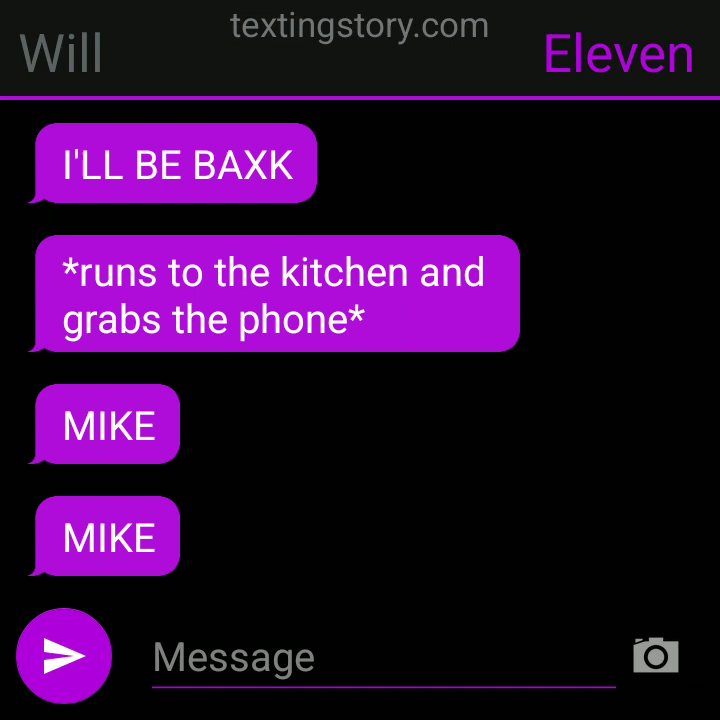 textingstory.com
Will
Eleven
I'LL BE BAXK
*runs to the kitchen and
grabs the phone*
MIKE
MIKE
Message